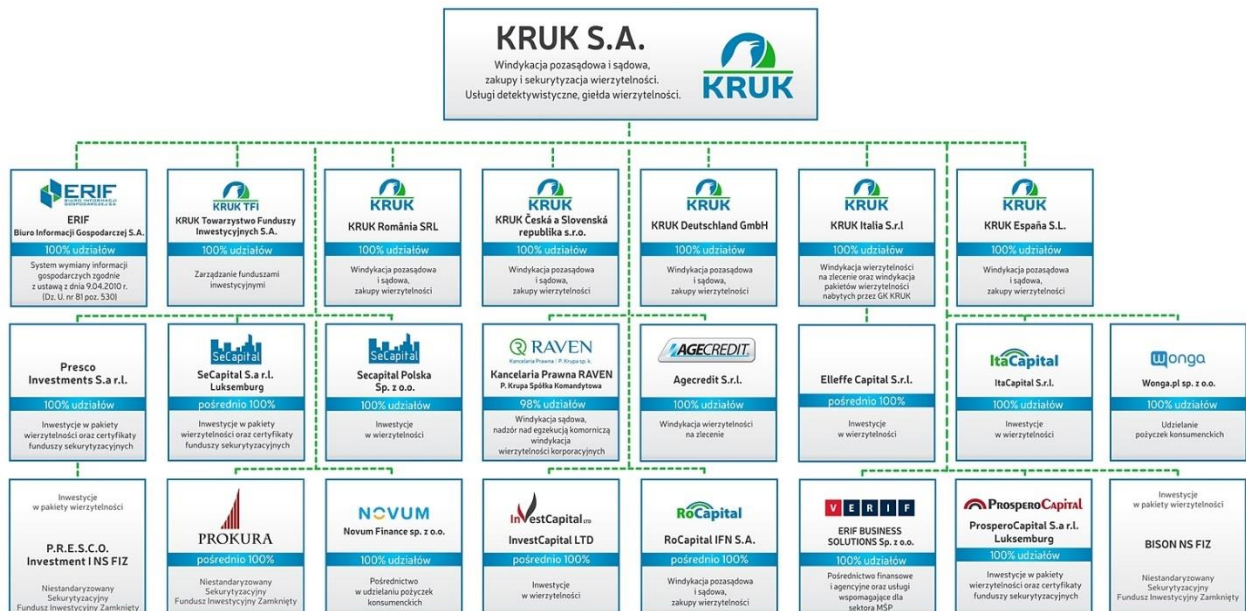 KRUK S.A.
Windykacja pozasądowa i sądowa,
zakupy i sekurytyzacja wierzytelności.
Usługi detektywistyczne, giełda wierzytelności.
KRUK
ERIF
BIURO INFORMACJI
GOSPODARCZEJ SA
ERIF
Biuro Informacji Gospodarczej S.A.
100% udziałów
System wymiany informacji
gospodarczych zgodnie
z ustawą z dnia 9.04.2010 r.
(Dz. U. nr 81 poz. 530)
KRUK TFI
KRUK Towarzystwo Funduszy
Inwestycyjnych S.A.
100% udziałów
Zarządzanie funduszami
inwestycyjnymi
KRUK
KRUK România SRL
100% udziałów
Windykacja pozasądowa
i sądowa,
zakupy wierzytelności
KRUK
KRUK Česká a Slovenská
republika s.r.o.
100% udziałów
Windykacja pozasądowa
i sądowa,
zakupy wierzytelności
KRUK
KRUK Deutschland GmbH
100% udziałów
Windykacja pozasądowa
i sądowa,
zakupy wierzytelności
KRUK
KRUK Italia S.r.l
100% udziałów
Windykacja wierzytelności
na zlecenie oraz windykacja
pakietów wierzytelności
nabytych przez GK KRUK
KRUK
KRUK España S.L.
100% udziałów
Windykacja pozasądowa
i sądowa,
zakupy wierzytelności
Presco
Investments S.a r.l.
100% udziałów
Inwestycje w pakiety
wierzytelności oraz certyfikaty
funduszy sekurytyzacyjnych
SeCapital
SeCapital S.a r.l.
Luksemburg
pośrednio 100%
Inwestycje w pakiety
wierzytelności oraz certyfikaty
funduszy sekurytyzacyjnych
SeCapital
Secapital Polska
Sp. z o.o.
100% udziałów
Inwestycje
w wierzytelności
RAVEN
Kancelaria Prawna | P. Krupa sp. k.
Kancelaria Prawna RAVEN
P. Krupa Spółka Komandytowa
98% udziałów
Windykacja sądowa,
nadzór nad egzekucją komorniczą
windykacja
wierzytelności korporacyjnych
AGECREDIT
Agecredit S.r.l.
100% udziałów
Windykacja wierzytelności
na zlecenie
Elleffe Capital S.r.l.
pośrednio 100%
Inwestycje
w wierzytelności
ItaCapital
ItaCapital S.r.l.
100% udziałów
Inwestycje
w wierzytelności
wonga
Wonga.pl sp. z o.o.
100% udziałów
Udzielanie
pożyczek konsumenckich
Inwestycje
w pakiety wierzytelności
P.R.E.S.C.O.
Investment I NS FIZ
Niestandaryzowany
Sekurytyzacyjny
Fundusz Inwestycyjny Zamknięty
PROKURA
pośrednio 100%
Niestandaryzowany
Sekurytyzacyjny
Fundusz Inwestycyjny Zamknięty
NOVUM
Novum Finance sp. z o.o.
100% udziałów
Pośrednictwo
w udzielaniu pożyczek
konsumenckich
InVestCapital LTD
InvestCapital LTD
pośrednio 100%
Inwestycje
w wierzytelności
RoCapital
RoCapital IFN S.A.
pośrednio 100%
Windykacja pozasądowa
i sądowa,
zakupy wierzytelności
VERIF
ERIF BUSINESS
SOLUTIONS Sp. z o.o.
100% udziałów
Pośrednictwo finansowe
i agencyjne oraz usługi
wspomagające dla
sektora MŚP
PROSPEROCAPITAL
ProsperoCapital S.a r.l.
Luksemburg
100% udziałów
Inwestycje w pakiety
wierzytelności oraz certyfikaty
funduszy sekurytyzacyjnych
Inwestycje
w pakiety wierzytelności
BISON NS FIZ
Niestandaryzowany
Sekurytyzacyjny
Fundusz Inwestycyjny Zamknięty